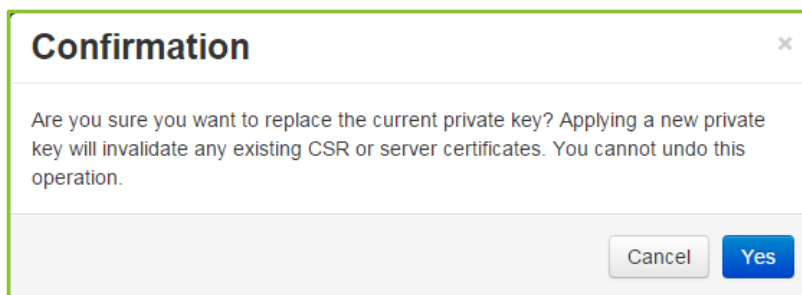 Confirmation ×
Are you sure you want to replace the current private key? Applying a new private
key will invalidate any existing CSR or server certificates. You cannot undo this
operation.
Cancel Yes